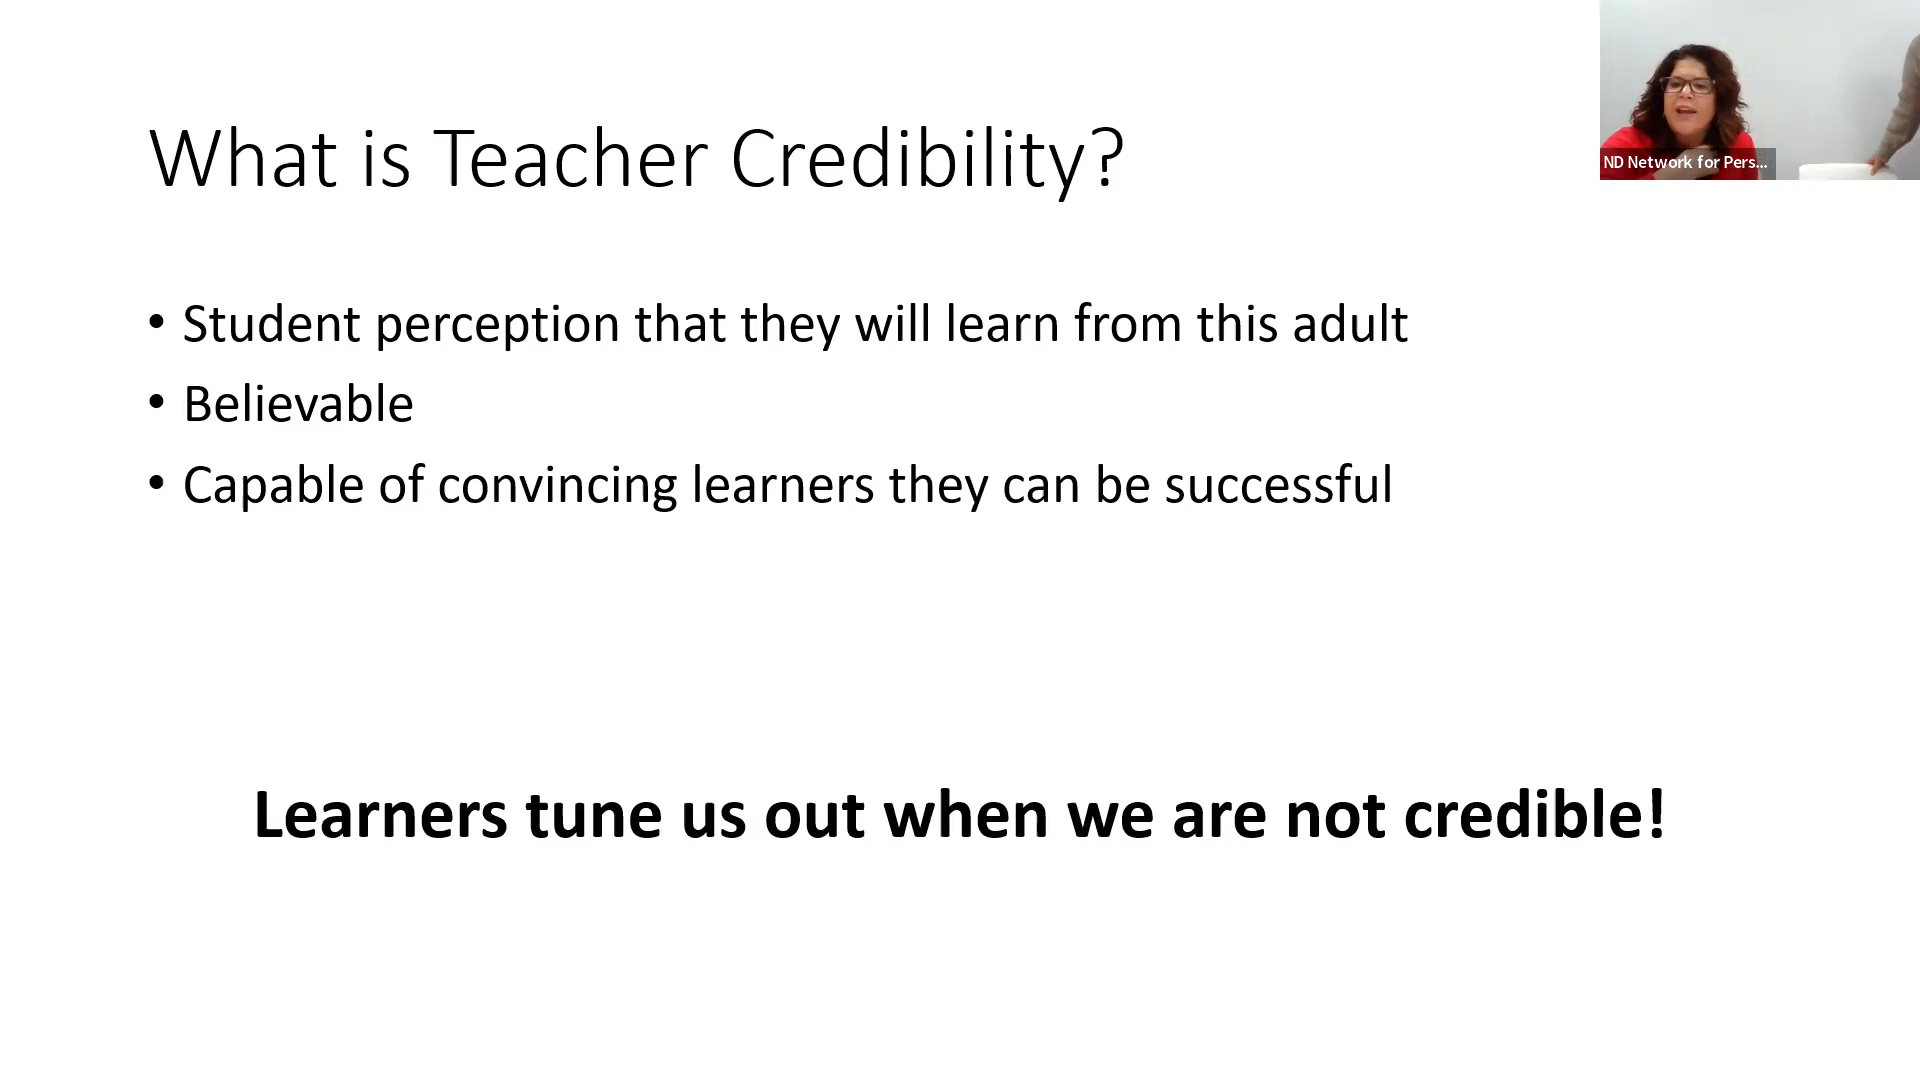 What is Teacher Credibility?
ND Network for Pers...
• Student perception that they will learn from this adult
• Believable
• Capable of convincing learners they can be successful
Learners tune us out when we are not credible!